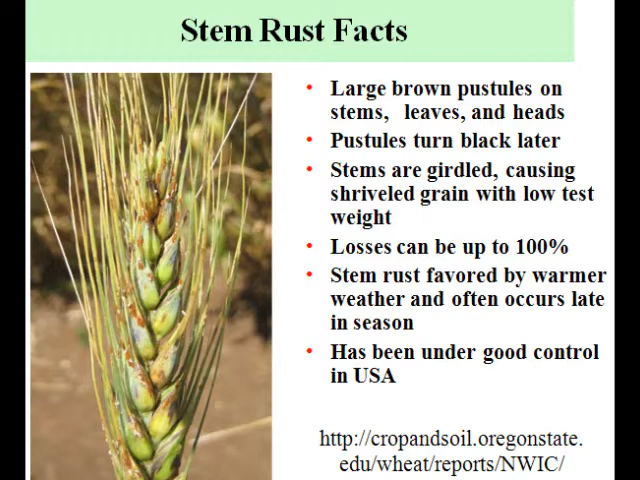 Stem Rust Facts
• Large brown pustules on
stems, leaves, and heads
• Pustules turn black later
• Stems are girdled, causing
shriveled grain with low test
weight
• Losses can be up to 100%
• Stem rust favored by warmer
weather and often occurs late
in season
• Has been under good control
in USA
http://cropandsoil.oregonstate.
edu/wheat/reports/NWIC/